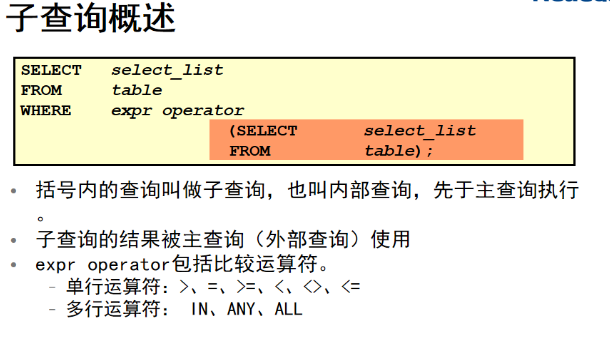 子查询概述
SELECT select_list
FROM table
WHERE expr operator
(SELECT select_list
FROM table);
• 括号内的查询叫做子查询，也叫内部查询，先于主查询执行
。
• 子查询的结果被主查询（外部查询）使用
• expr operator包括比较运算符。
- 单行运算符：>、=、>=、<、<>、<=
- 多行运算符： IN、ANY、ALL